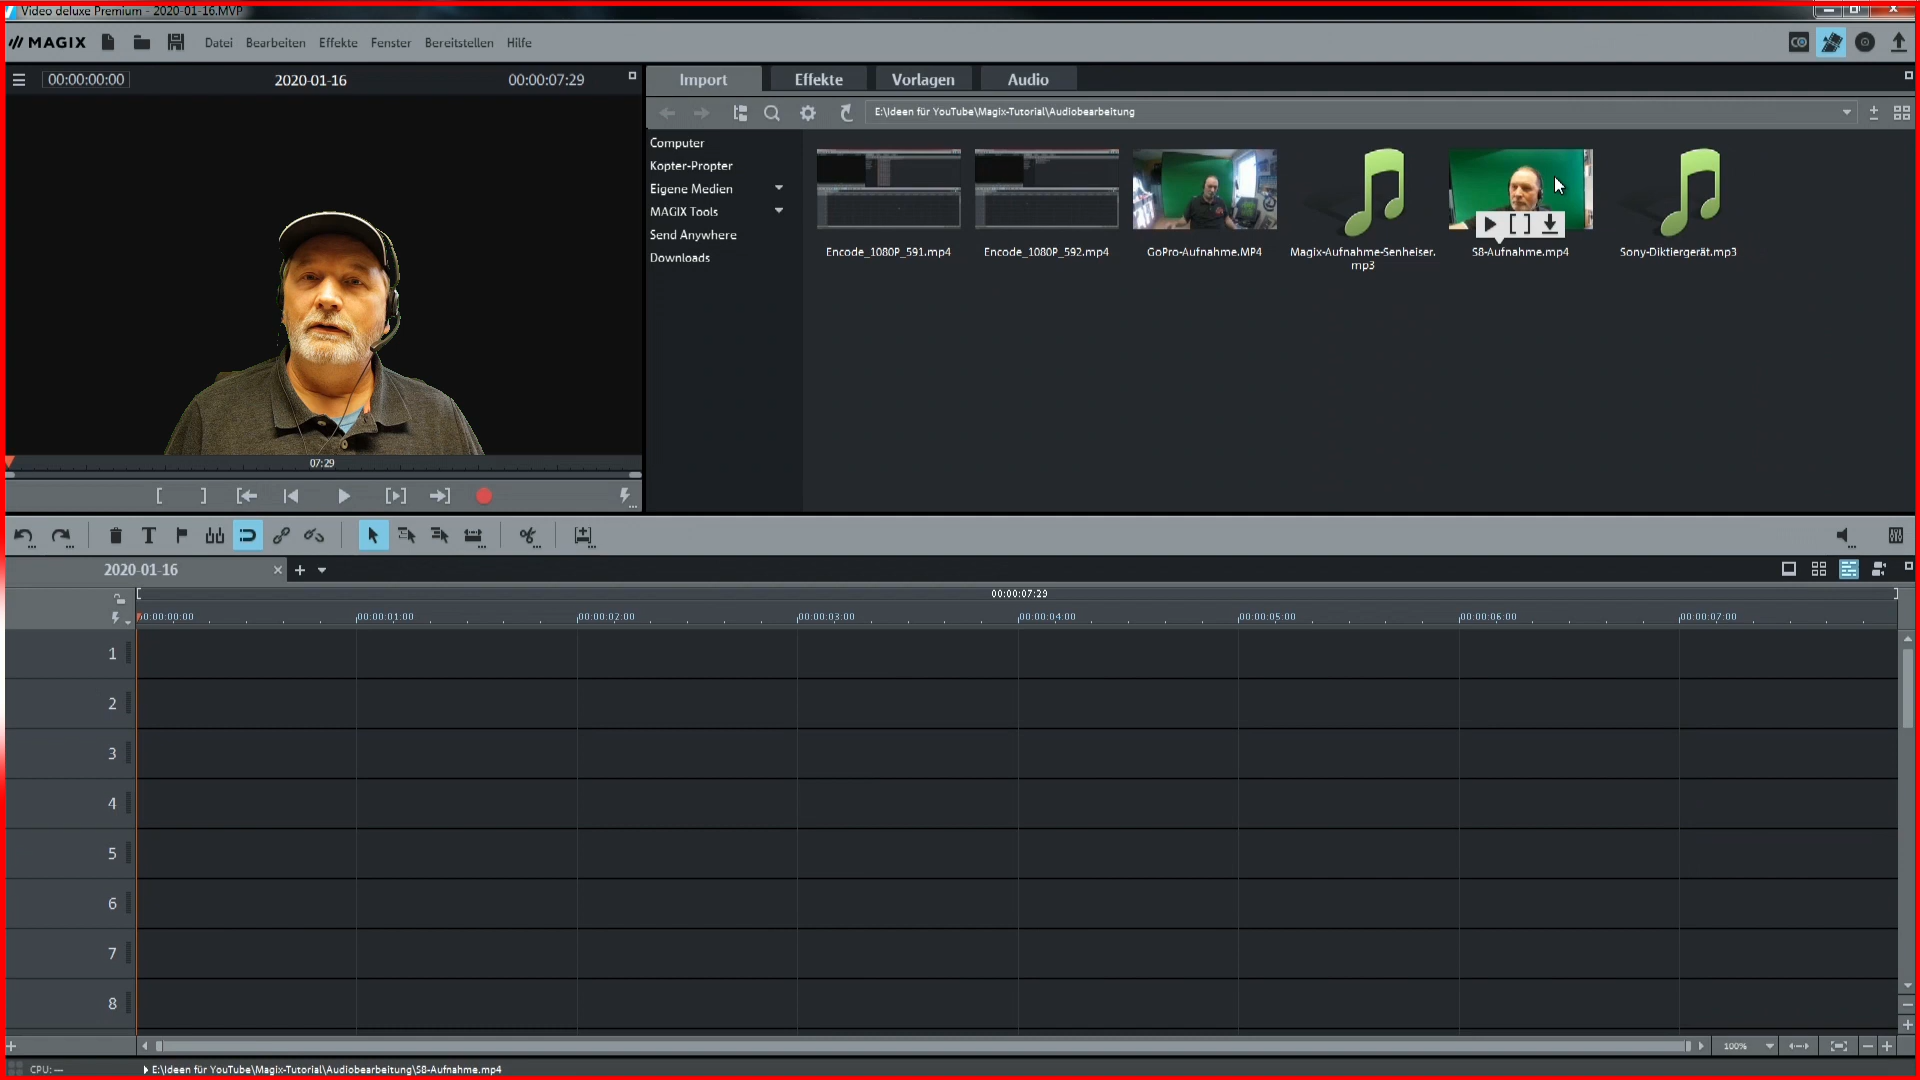 Video deluxe Premium - 2020-01-16.MVP
MAGIX Datei Bearbeiten Effekte Fenster Bereitstellen Hilfe
00:00:00:00 2020-01-16 00:00:07:29
Import Effekte Vorlagen Audio
E:\Ideen für YouTube\Magix-Tutorial\Audiobearbeitung
Computer
Kopter-Propter
Eigene Medien
MAGIX Tools
Send Anywhere
Downloads
Encode_1080P_591.mp4 Encode_1080P_592.mp4 GoPro-Aufnahme.MP4 Magix-Aufnahme-Senheiser. S8-Aufnahme.mp4 Sony-Diktiergerät.mp3
mp3
07:29
2020-01-16
00:00:07:29
00:00:00:00 00:00:01:00 00:00:02:00 00:00:03:00 00:00:04:00 00:00:05:00 00:00:06:00 00:00:07:00
1
2
3
4
5
6
7
8
100%
CPU: — E:\Ideen für YouTube\Magix-Tutorial\Audiobearbeitung\S8-Aufnahme.mp4